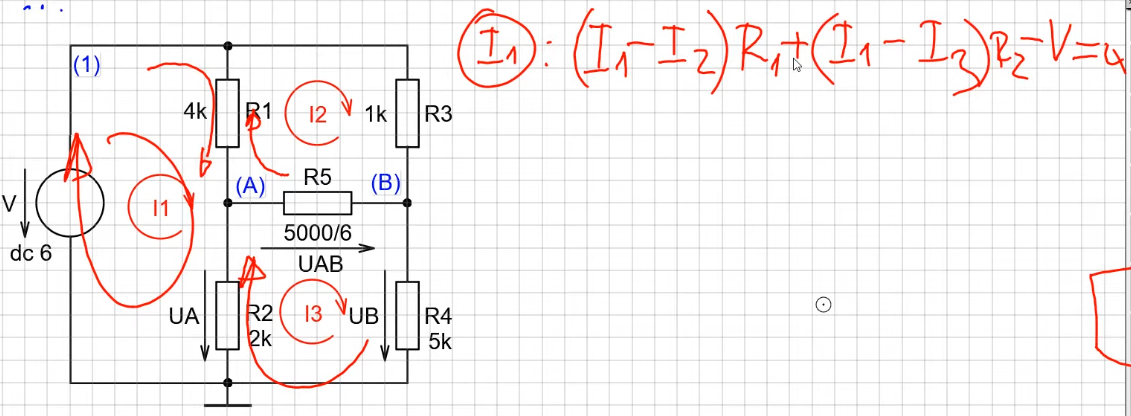 I1 : (I1 - I2) R1 + (I1 - I3) R2 - V =
(1)
4k R1 I2 1k R3
R5
(A) (B)
V I1
5000/6
dc 6
UAB
UA R2 I3 UB R4
2k 5k